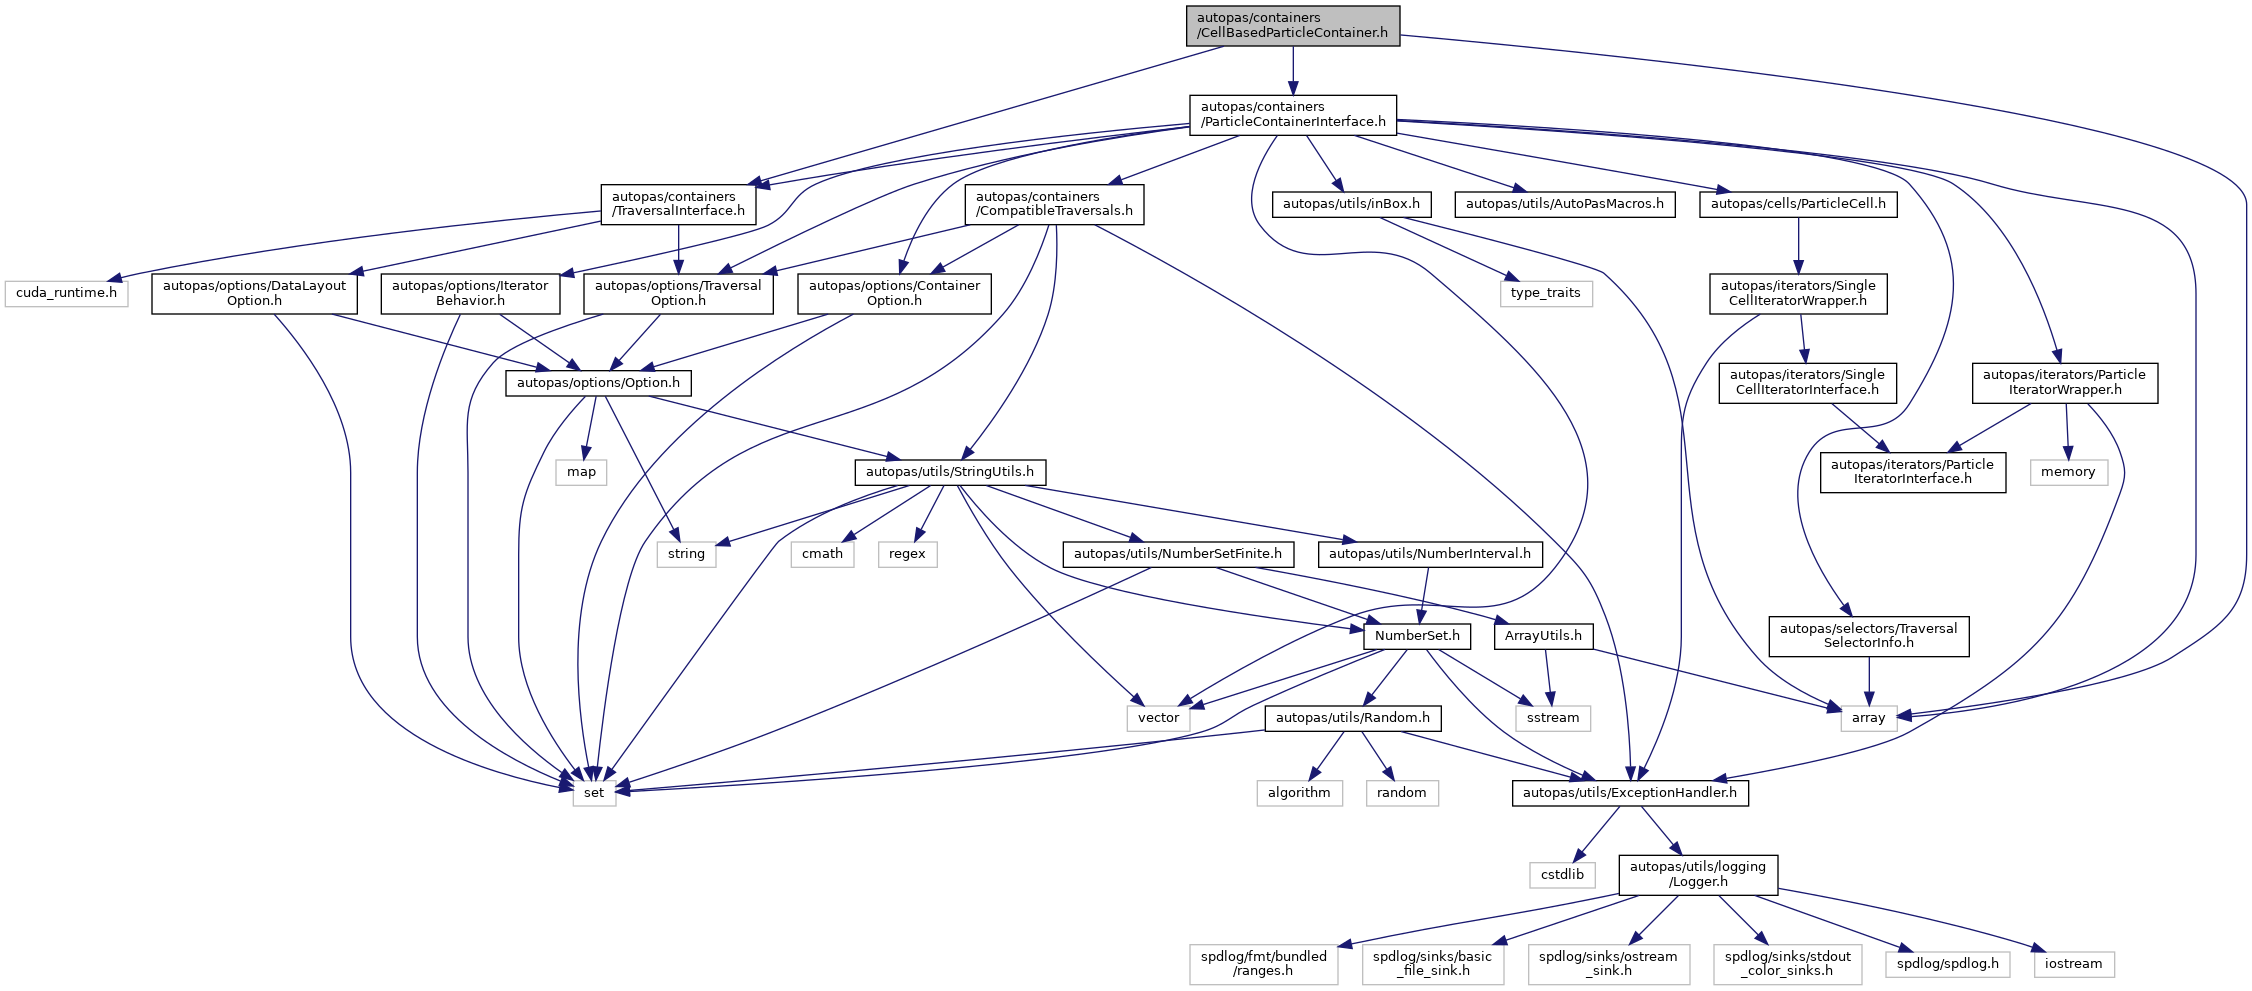 autopas/containers
/CellBasedParticleContainer.h
autopas/containers
/ParticleContainerInterface.h
autopas/containers
/TraversalInterface.h
autopas/containers
/CompatibleTraversals.h
autopas/utils/inBox.h
autopas/utils/AutoPasMacros.h
autopas/cells/ParticleCell.h
cuda_runtime.h
autopas/options/DataLayout
Option.h
autopas/options/Iterator
Behavior.h
autopas/options/Traversal
Option.h
autopas/options/Container
Option.h
type_traits
autopas/iterators/Single
CellIteratorWrapper.h
autopas/options/Option.h
autopas/iterators/Single
CellIteratorInterface.h
autopas/iterators/Particle
IteratorWrapper.h
map
autopas/utils/StringUtils.h
autopas/iterators/Particle
IteratorInterface.h
memory
string
cmath
regex
autopas/utils/NumberSetFinite.h
autopas/utils/NumberInterval.h
NumberSet.h
ArrayUtils.h
autopas/selectors/Traversal
SelectorInfo.h
vector
autopas/utils/Random.h
sstream
array
set
algorithm
random
autopas/utils/ExceptionHandler.h
cstdlib
autopas/utils/logging
/Logger.h
spdlog/fmt/bundled
/ranges.h
spdlog/sinks/basic
_file_sink.h
spdlog/sinks/ostream
_sink.h
spdlog/sinks/stdout
_color_sinks.h
spdlog/spdlog.h
iostream